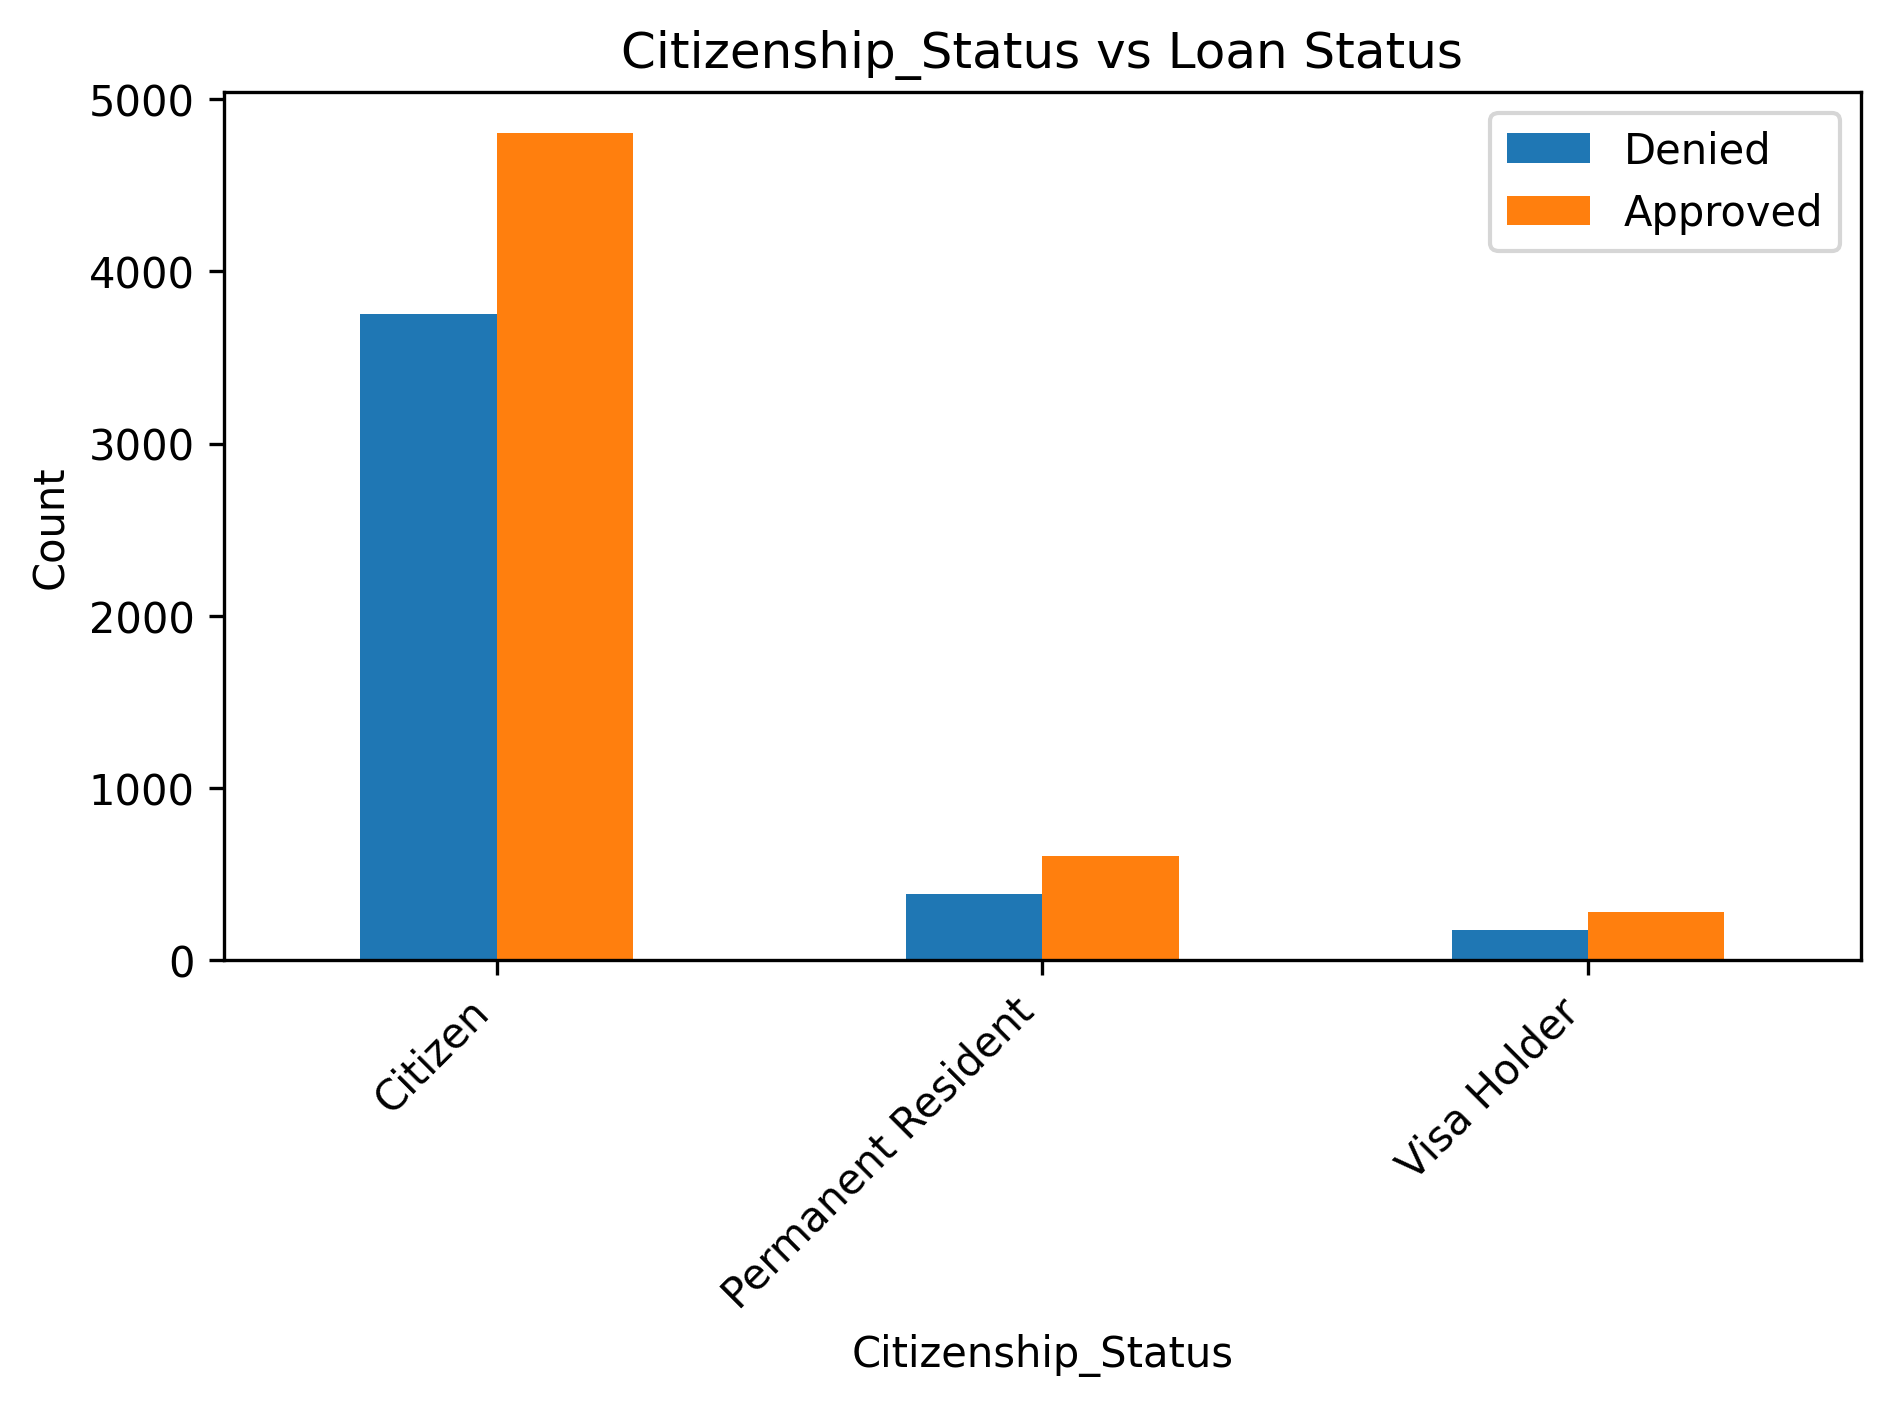 Citizenship_Status vs Loan Status
5000
4000
3000
2000
1000
0
Count
Denied
Approved
Citizen
Permanent Resident
Visa Holder
Citizenship_Status